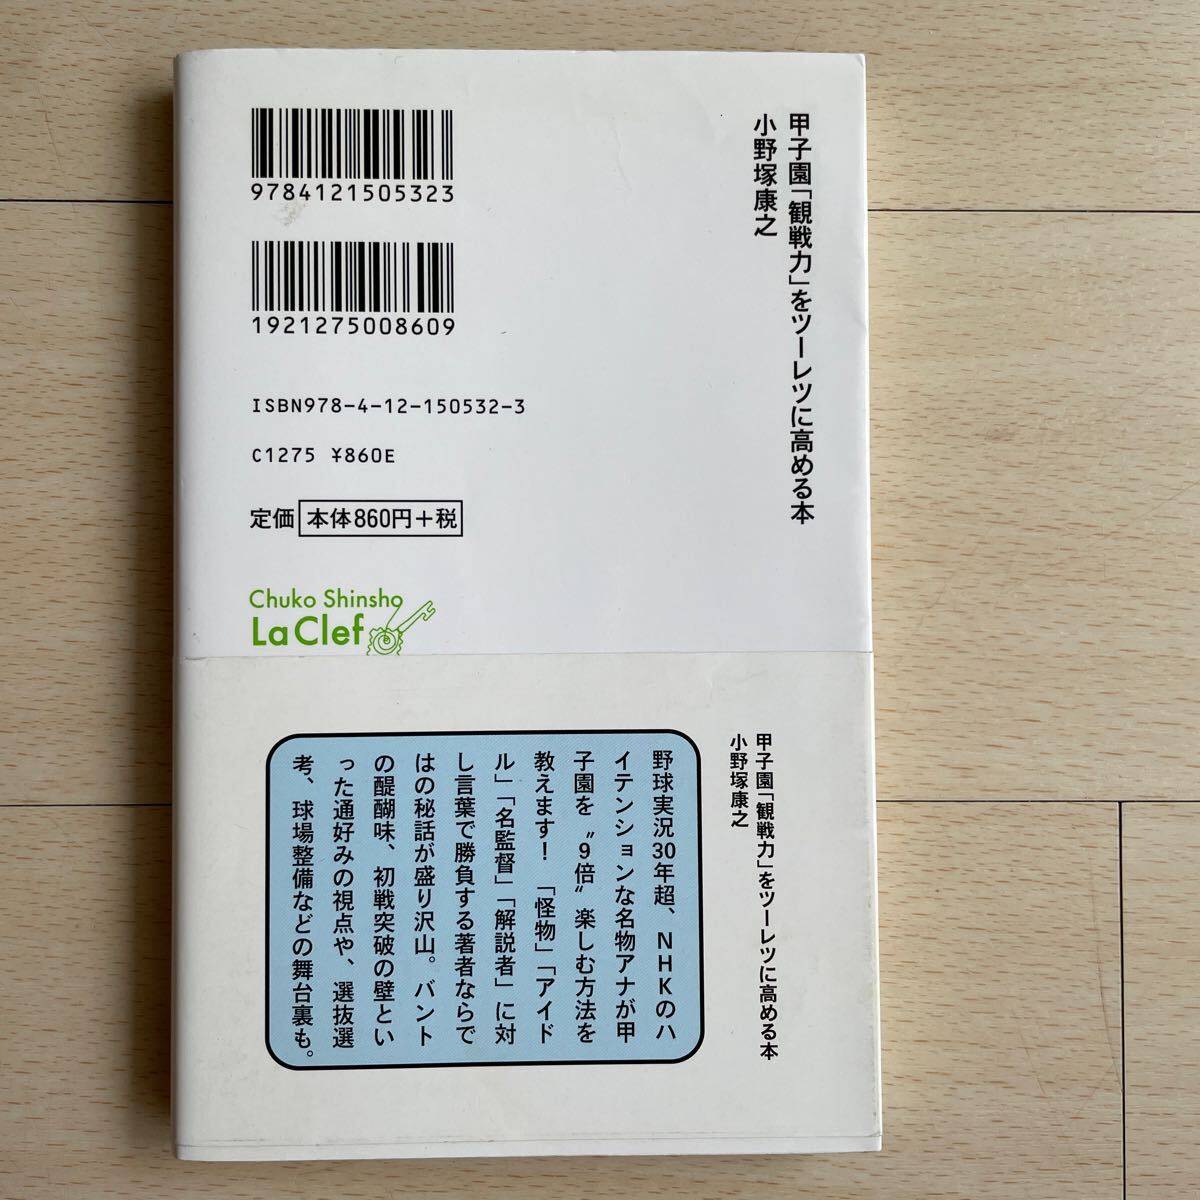 甲子園「観戦力」をツーレツに高める本
小野塚康之
9784121505323
1921275008609
ISBN978-4-12-150532-3
C1275 ¥860E
定価 本体860円+税
Chuko Shinsho
La Clef
甲子園「観戦力」をツーレツに高める本
小野塚康之
野球実況30年超、NHKのハ
イテンションな名物アナが甲
子園を〝9倍〟楽しむ方法を
教えます!「怪物」「アイド
ル」「名監督」「解説者」に対
し言葉で勝負する著者ならで
はの秘話が盛り沢山。バント
の醍醐味、初戦突破の壁とい
った通好みの視点や、選抜選
考、球場整備などの舞台裏も。